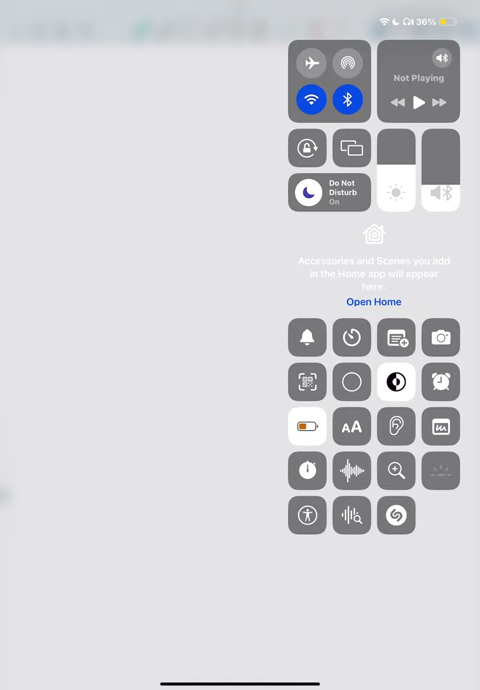 36%
Not Playing
Do Not
Disturb
On
Accessories and Scenes you add
in the Home app will appear
here.
Open Home
AA